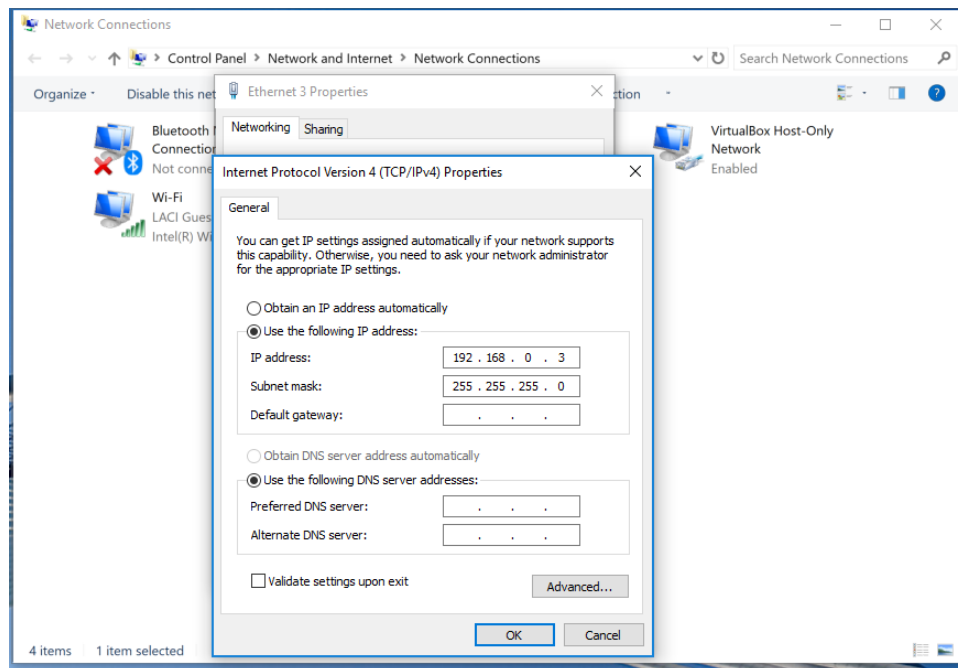 Network Connections
Control Panel > Network and Internet > Network Connections
Search Network Connections
Organize
Disable this net
ction
?
Ethernet 3 Properties
Networking
Sharing
Bluetooth
Connection
Not conne
Wi-Fi
LACI Gues
Intel(R) Wi
VirtualBox Host-Only
Network
Enabled
Internet Protocol Version 4 (TCP/IPv4) Properties
General
You can get IP settings assigned automatically if your network supports
this capability. Otherwise, you need to ask your network administrator
for the appropriate IP settings.
Obtain an IP address automatically
Use the following IP address:
IP address: 192 . 168 . 0 . 3
Subnet mask: 255 . 255 . 255 . 0
Default gateway: . . .
Obtain DNS server address automatically
Use the following DNS server addresses:
Preferred DNS server: . . .
Alternate DNS server: . . .
Validate settings upon exit
Advanced...
OK
Cancel
4 items
1 item selected